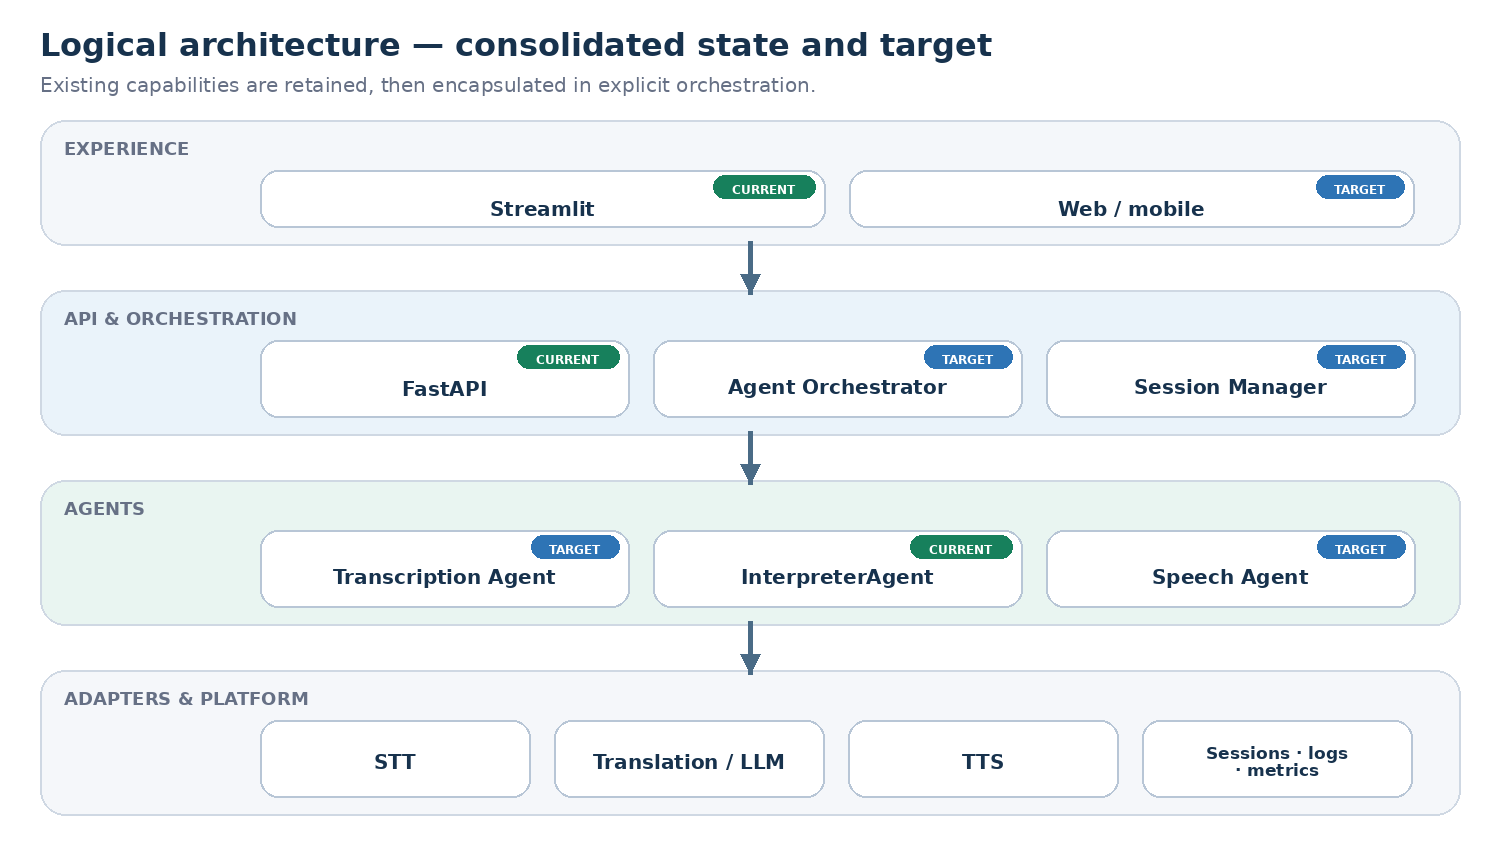 Logical architecture — consolidated state and target
Existing capabilities are retained, then encapsulated in explicit orchestration.
EXPERIENCE
CURRENT
Streamlit
TARGET
Web / mobile
API & ORCHESTRATION
CURRENT
FastAPI
TARGET
Agent Orchestrator
TARGET
Session Manager
AGENTS
TARGET
Transcription Agent
CURRENT
InterpreterAgent
TARGET
Speech Agent
ADAPTERS & PLATFORM
STT
Translation / LLM
TTS
Sessions · logs
· metrics